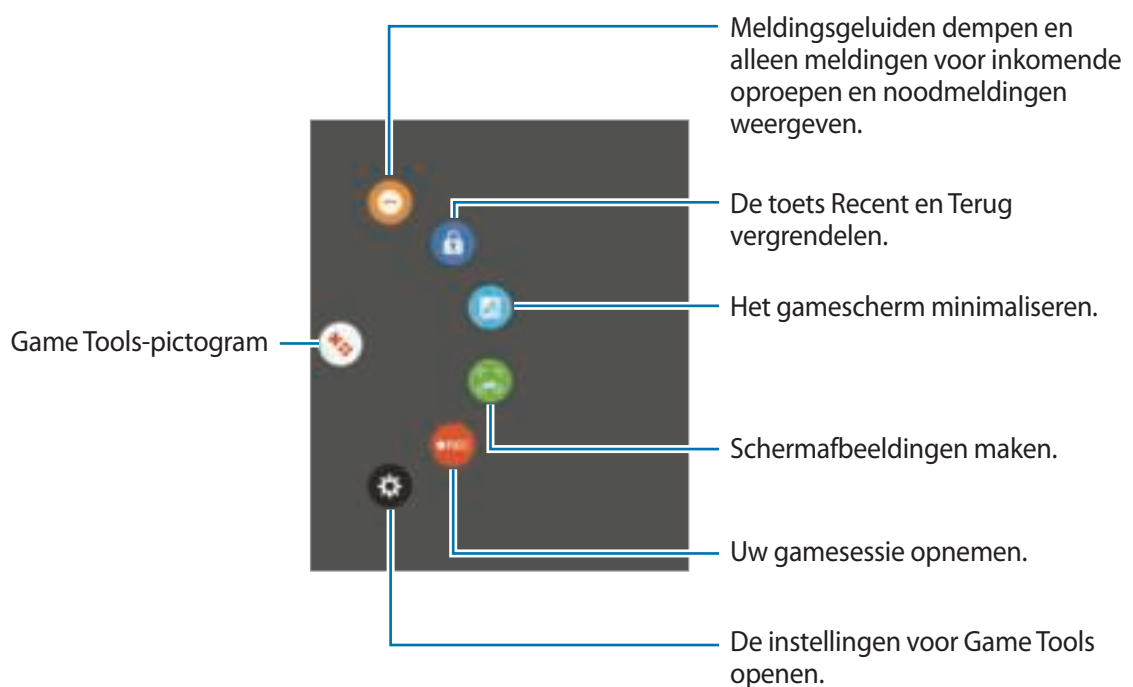 Meldingsgeluiden dempen en
alleen meldingen voor inkomende
oproepen en noodmeldingen
weergeven.
De toets Recent en Terug
vergrendelen.
Het gamescherm minimaliseren.
Game Tools-pictogram
Schermafbeeldingen maken.
Uw gamesessie opnemen.
De instellingen voor Game Tools
openen.